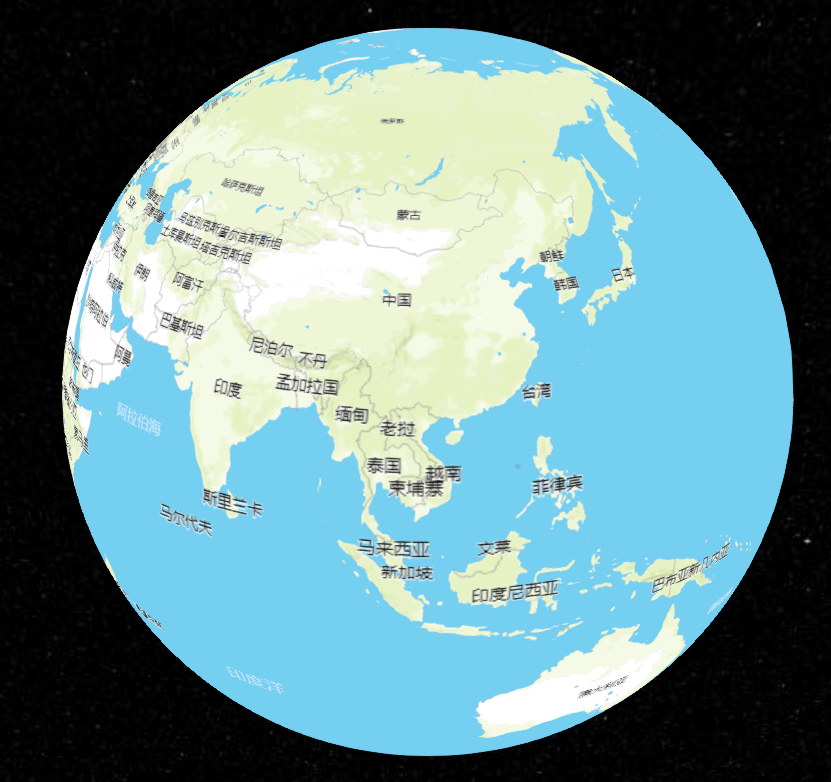 俄罗斯
哈萨克斯坦
蒙古
乌兹别克斯坦
吉尔吉斯斯坦
土库曼斯坦
塔吉克斯坦
朝鲜
日本
韩国
伊朗
阿富汗
中国
巴基斯坦
阿曼
尼泊尔
不丹
印度
孟加拉国
台湾
阿拉伯海
缅甸
老挝
泰国
越南
柬埔寨
菲律宾
斯里兰卡
马尔代夫
马来西亚
文莱
新加坡
印度尼西亚
巴布亚新几内亚
印度洋
澳大利亚